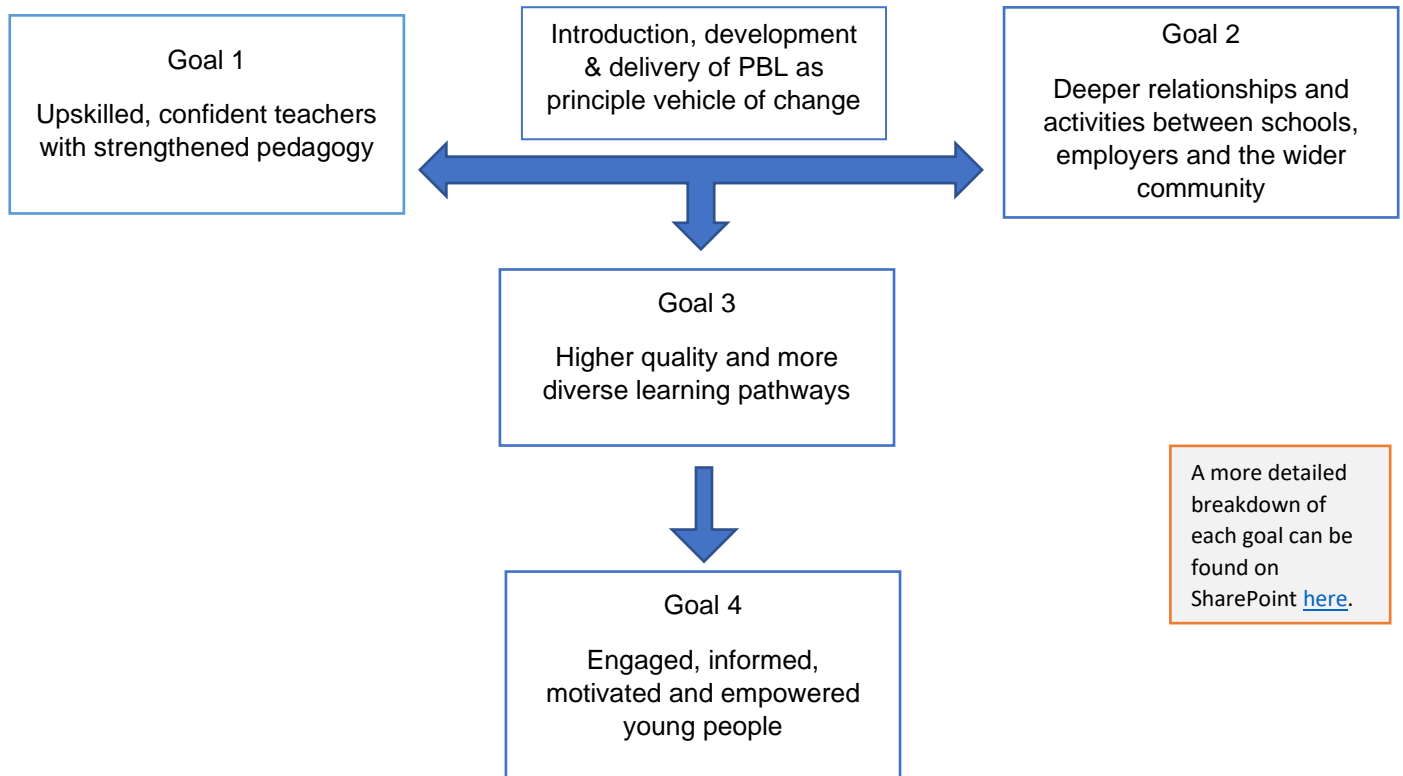 Goal 1
Upskilled, confident teachers
with strengthened pedagogy
Introduction, development
& delivery of PBL as
principle vehicle of change
Goal 2
Deeper relationships and
activities between schools,
employers and the wider
community
Goal 3
Higher quality and more
diverse learning pathways
A more detailed
breakdown of
each goal can be
found on
SharePoint here.
Goal 4
Engaged, informed,
motivated and empowered
young people